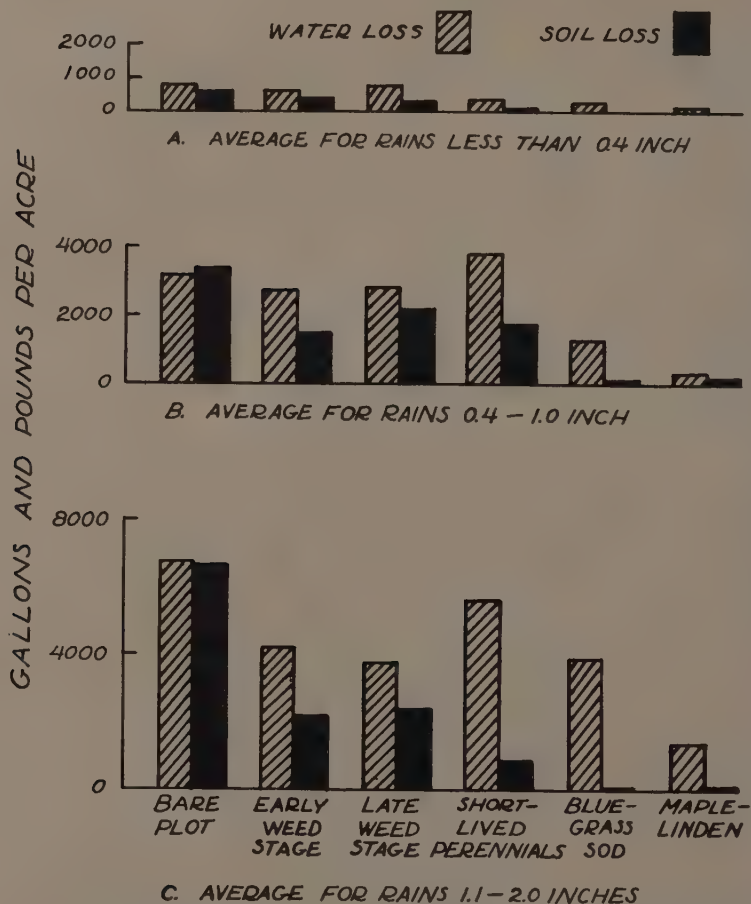 WATER LOSS SOIL LOSS
2000
1000
0
A. AVERAGE FOR RAINS LESS THAN 0.4 INCH
GALLONS AND POUNDS PER ACRE
4000
2000
0
B. AVERAGE FOR RAINS 0.4 – 1.0 INCH
8000
4000
0
BARE PLOT
EARLY WEED STAGE
LATE WEED STAGE
SHORT-LIVED PERENNIALS
BLUE-GRASS SOD
MAPLE-LINDEN
C. AVERAGE FOR RAINS 1.1 – 2.0 INCHES